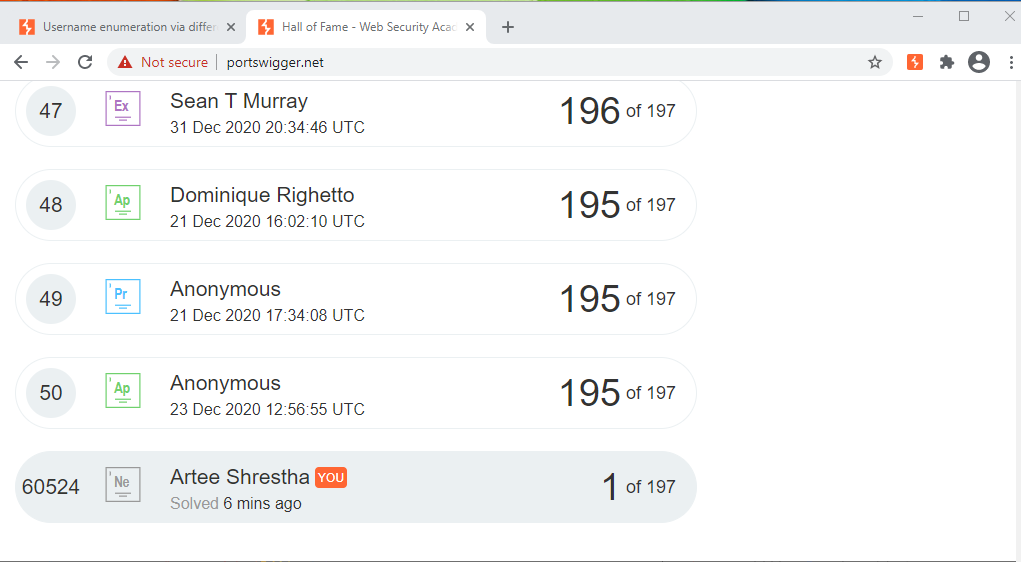 Username enumeration via differ
Hall of Fame - Web Security Aca
Not secure
portswigger.net
47
Ex
Sean T Murray
196 of 197
31 Dec 2020 20:34:46 UTC
48
Ap
Dominique Righetto
195 of 197
21 Dec 2020 16:02:10 UTC
49
Pr
Anonymous
195 of 197
21 Dec 2020 17:34:08 UTC
50
Ap
Anonymous
195 of 197
23 Dec 2020 12:56:55 UTC
60524
Ne
Artee Shrestha YOU
1 of 197
Solved 6 mins ago